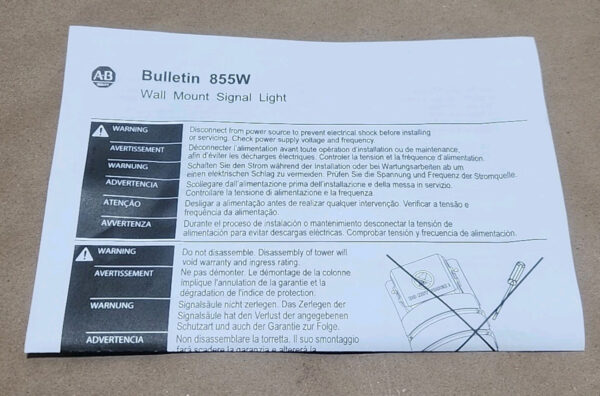 A-B
Bulletin 855W
Wall Mount Signal Light
WARNING
Disconnect from power source to prevent electrical shock before installing
or servicing. Check power supply voltage and frequency.
AVERTISSEMENT
Déconnecter l'alimentation avant toute opération d'installation ou de maintenance,
afin d'éviter les décharges électriques. Controler la tension et la fréquence d'alimentation.
WARNUNG
Schalten Sie den Strom während der Installation oder bei Wartungsarbeiten ab um
einen elektrischen Schlag zu vermeiden. Prüfen Sie die Spannung und Frequenz der Stromquelle.
ADVERTENCIA
Scollegare dall'alimentazione prima dell'installazione e della messa in servizio.
Controllare la tensione di alimentazione e la frequenza.
ATENÇÃO
Desligar a alimentação antes de realizar qualquer intervenção. Verificar a tensão e
frequência da alimentação.
AVVERTENZA
Durante el proceso de instalación o mantenimiento desconectar la tensión de
alimentación para evitar descargas eléctricas. Comprobar tensión y frecuencia de alimentación.
WARNING
Do not disassemble. Disassembly of tower will
void warranty and ingress rating.
AVERTISSEMENT
Ne pas démonter. Le démontage de la colonne
implique l'annulation de la garantie et la
dégradation de l'indice de protection.
WARNUNG
Signalsäule nicht zerlegen. Das Zerlegen der
Signalsäule hat den Verlust der angegebenen
Schutzart und auch der Garantie zur Folge.
ADVERTENCIA
Non disassemblare la torretta. Il suo smontaggio
farà scadere la garanzia e altererà la